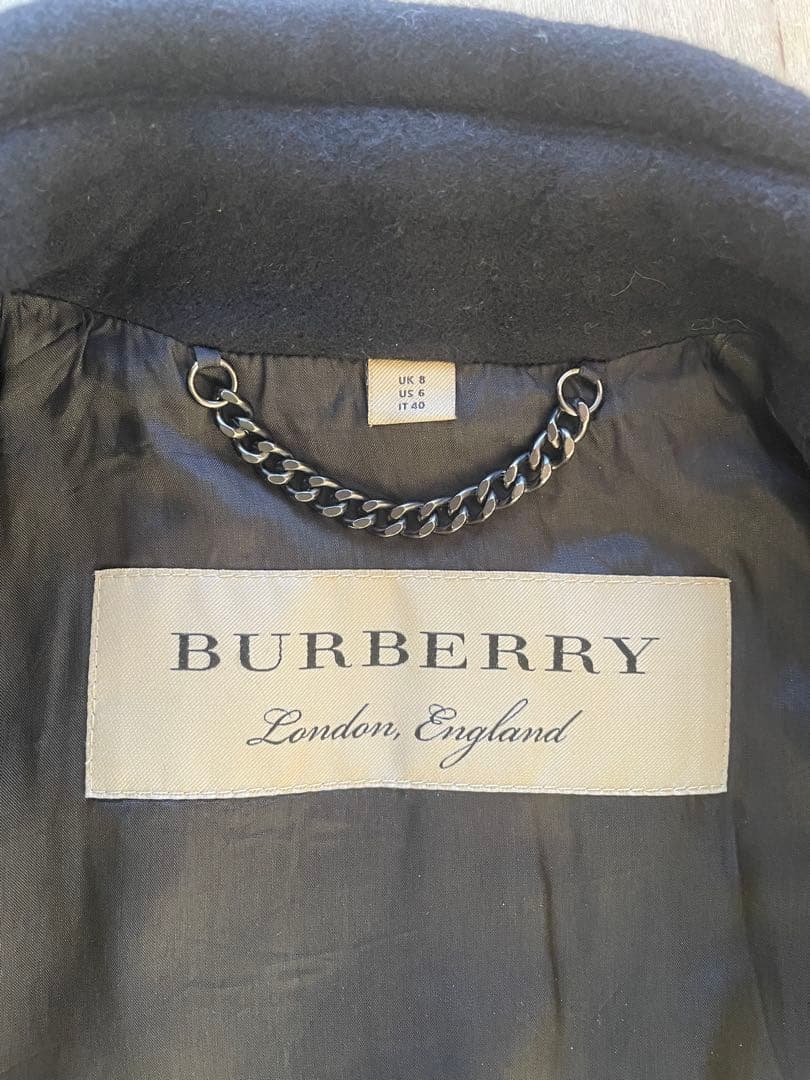 UK 8
US 6
IT 40
BURBERRY
London, England